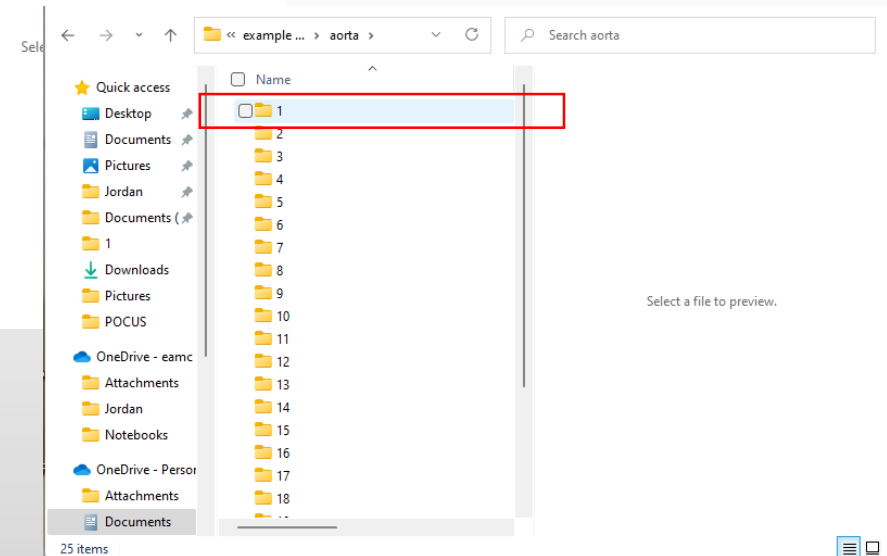 Sele
« example ... › aorta ›
Search aorta
Quick access
Desktop
Documents
Pictures
Jordan
Documents (
1
Downloads
Pictures
POCUS
OneDrive - eamc
Attachments
Jordan
Notebooks
OneDrive - Person
Attachments
Documents
Name
1
2
3
4
5
6
7
8
9
10
11
12
13
14
15
16
17
18
Select a file to preview.
25 items